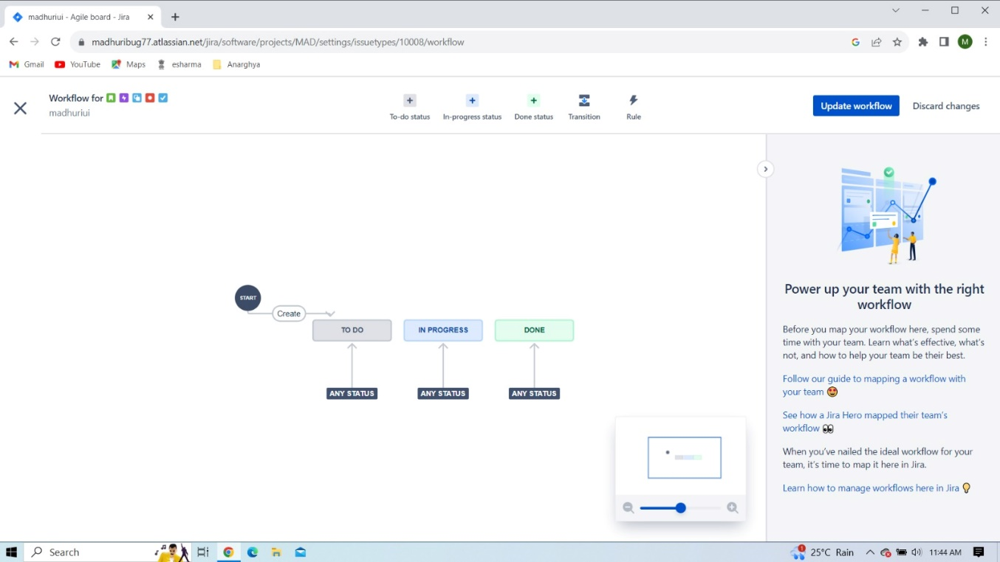 madhuriui - Agile board - Jira
madhuribug77.atlassian.net/jira/software/projects/MAD/settings/issuetypes/10008/workflow
M
Gmail
YouTube
Maps
esharma
Anarghya
Workflow for
madhuriui
To-do status
In-progress status
Done status
Transition
Rule
Update workflow
Discard changes
START
Create
TO DO
IN PROGRESS
DONE
ANY STATUS
ANY STATUS
ANY STATUS
Power up your team with the right
workflow
Before you map your workflow here, spend some
time with your team. Learn what's effective, what's
not, and how to help your team be their best.
Follow our guide to mapping a workflow with
your team
See how a Jira Hero mapped their team's
workflow
When you've nailed the ideal workflow for your
team, it's time to map it here in Jira.
Learn how to manage workflows here in Jira
Search
1
25°C Rain
11:44 AM